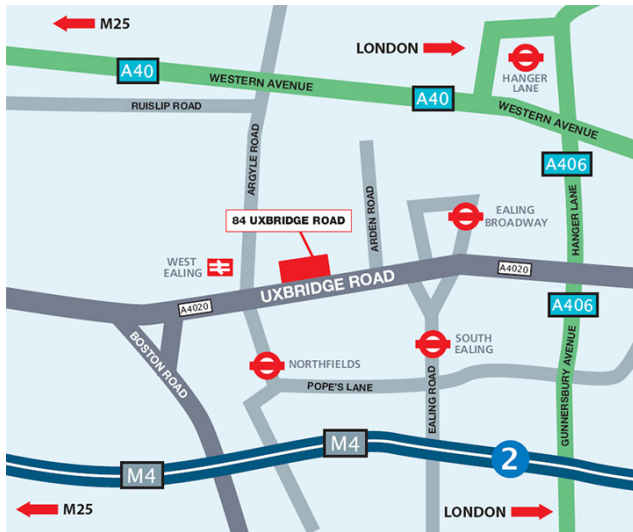 M25
LONDON
HANGER
LANE
A40
WESTERN AVENUE
A40
WESTERN AVENUE
RUISLIP ROAD
ARGYLE ROAD
A406
HANGER LANE
84 UXBRIDGE ROAD
ARDEN ROAD
EALING
BROADWAY
WEST
EALING
UXBRIDGE ROAD
A4020
A4020
A406
BOSTON ROAD
NORTHFIELDS
SOUTH
EALING
POPE'S LANE
EALING ROAD
GUNNERSBURY AVENUE
M4
M4
2
M25
LONDON